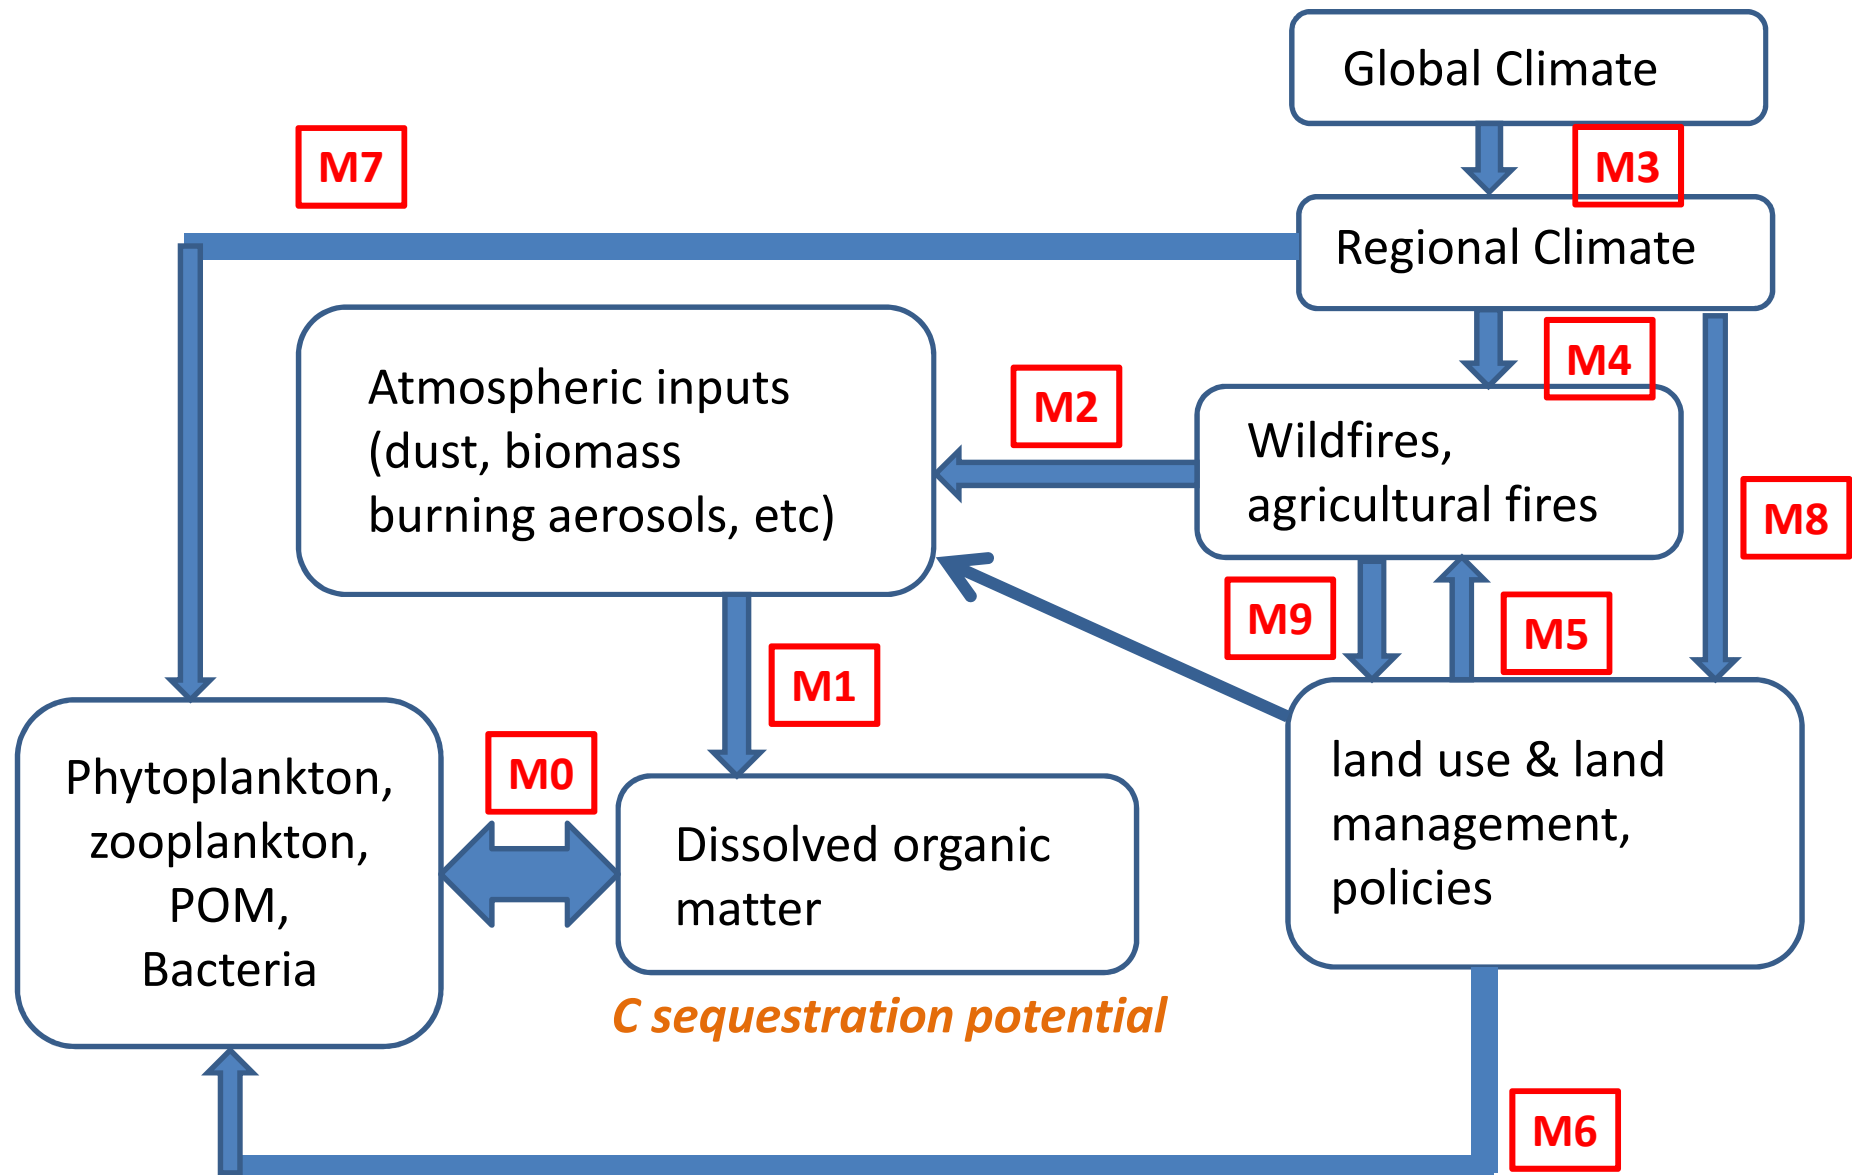 Global Climate
M7
M3
Regional Climate
M4
Atmospheric inputs
(dust, biomass
burning aerosols, etc)
M2
Wildfires,
agricultural fires
M8
M9
M5
M1
Phytoplankton,
zooplankton,
POM,
Bacteria
M0
Dissolved organic
matter
land use & land
management,
policies
C sequestration potential
M6